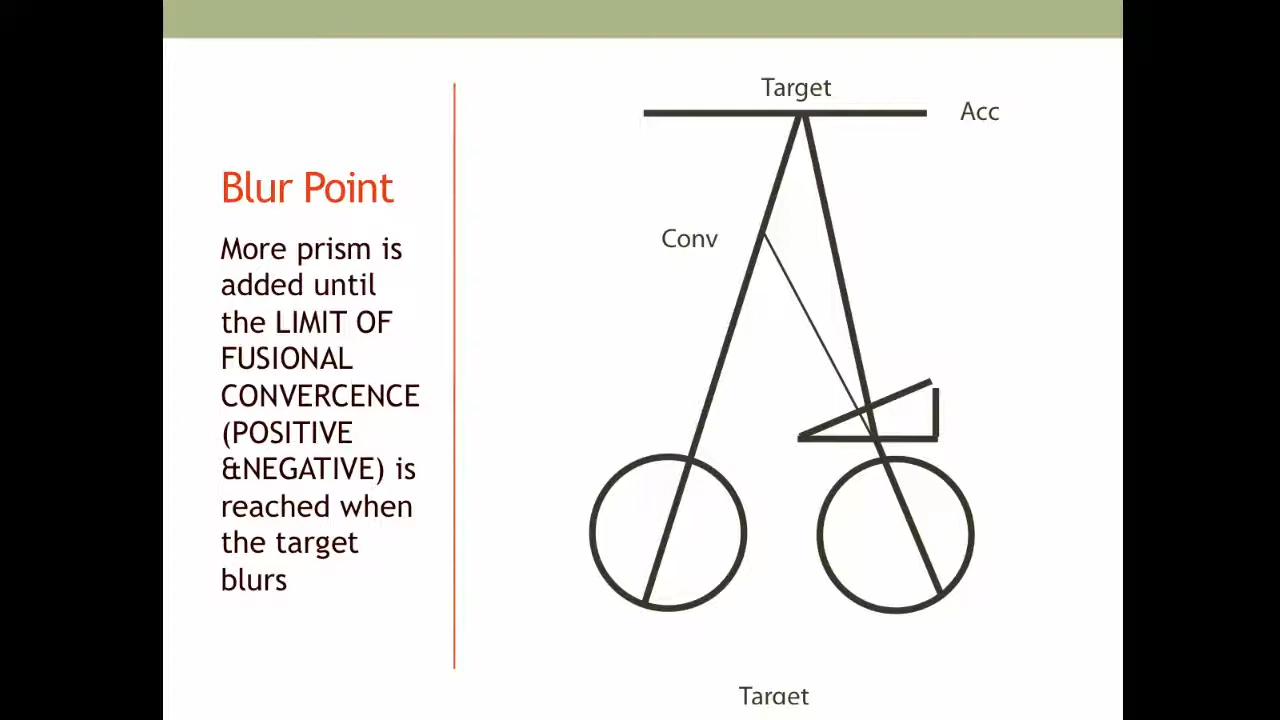 Blur Point
More prism is
added until
the LIMIT OF
FUSIONAL
CONVERCENCE
(POSITIVE
&NEGATIVE) is
reached when
the target
blurs
Target
Acc
Conv
Target